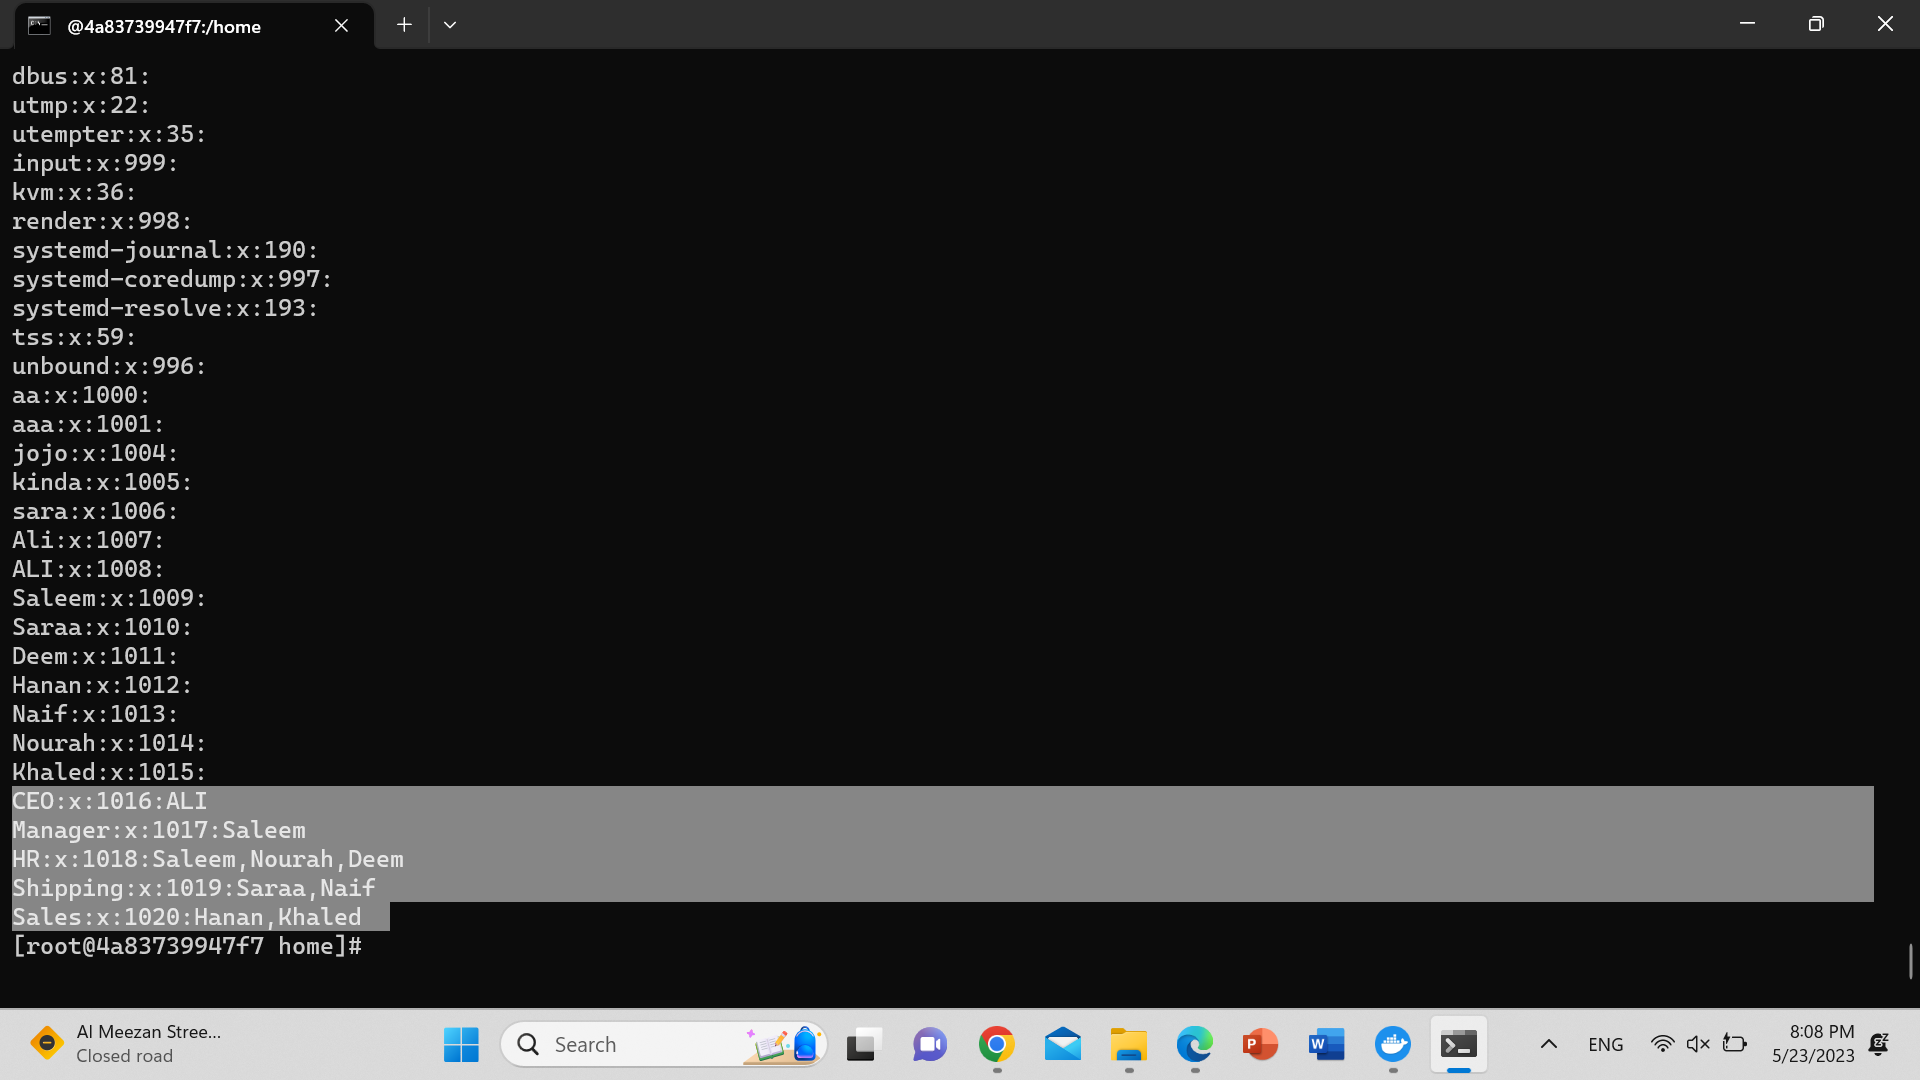 @4a83739947f7:/home
dbus:x:81:
utmp:x:22:
utempter:x:35:
input:x:999:
kvm:x:36:
render:x:998:
systemd-journal:x:190:
systemd-coredump:x:997:
systemd-resolve:x:193:
tss:x:59:
unbound:x:996:
aa:x:1000:
aaa:x:1001:
jojo:x:1004:
kinda:x:1005:
sara:x:1006:
Ali:x:1007:
ALI:x:1008:
Saleem:x:1009:
Saraa:x:1010:
Deem:x:1011:
Hanan:x:1012:
Naif:x:1013:
Nourah:x:1014:
Khaled:x:1015:
CEO:x:1016:ALI
Manager:x:1017:Saleem
HR:x:1018:Saleem,Nourah,Deem
Shipping:x:1019:Saraa,Naif
Sales:x:1020:Hanan,Khaled
[root@4a83739947f7 home]#
Al Meezan Stree...
Closed road
Search
ENG
8:08 PM
5/23/2023